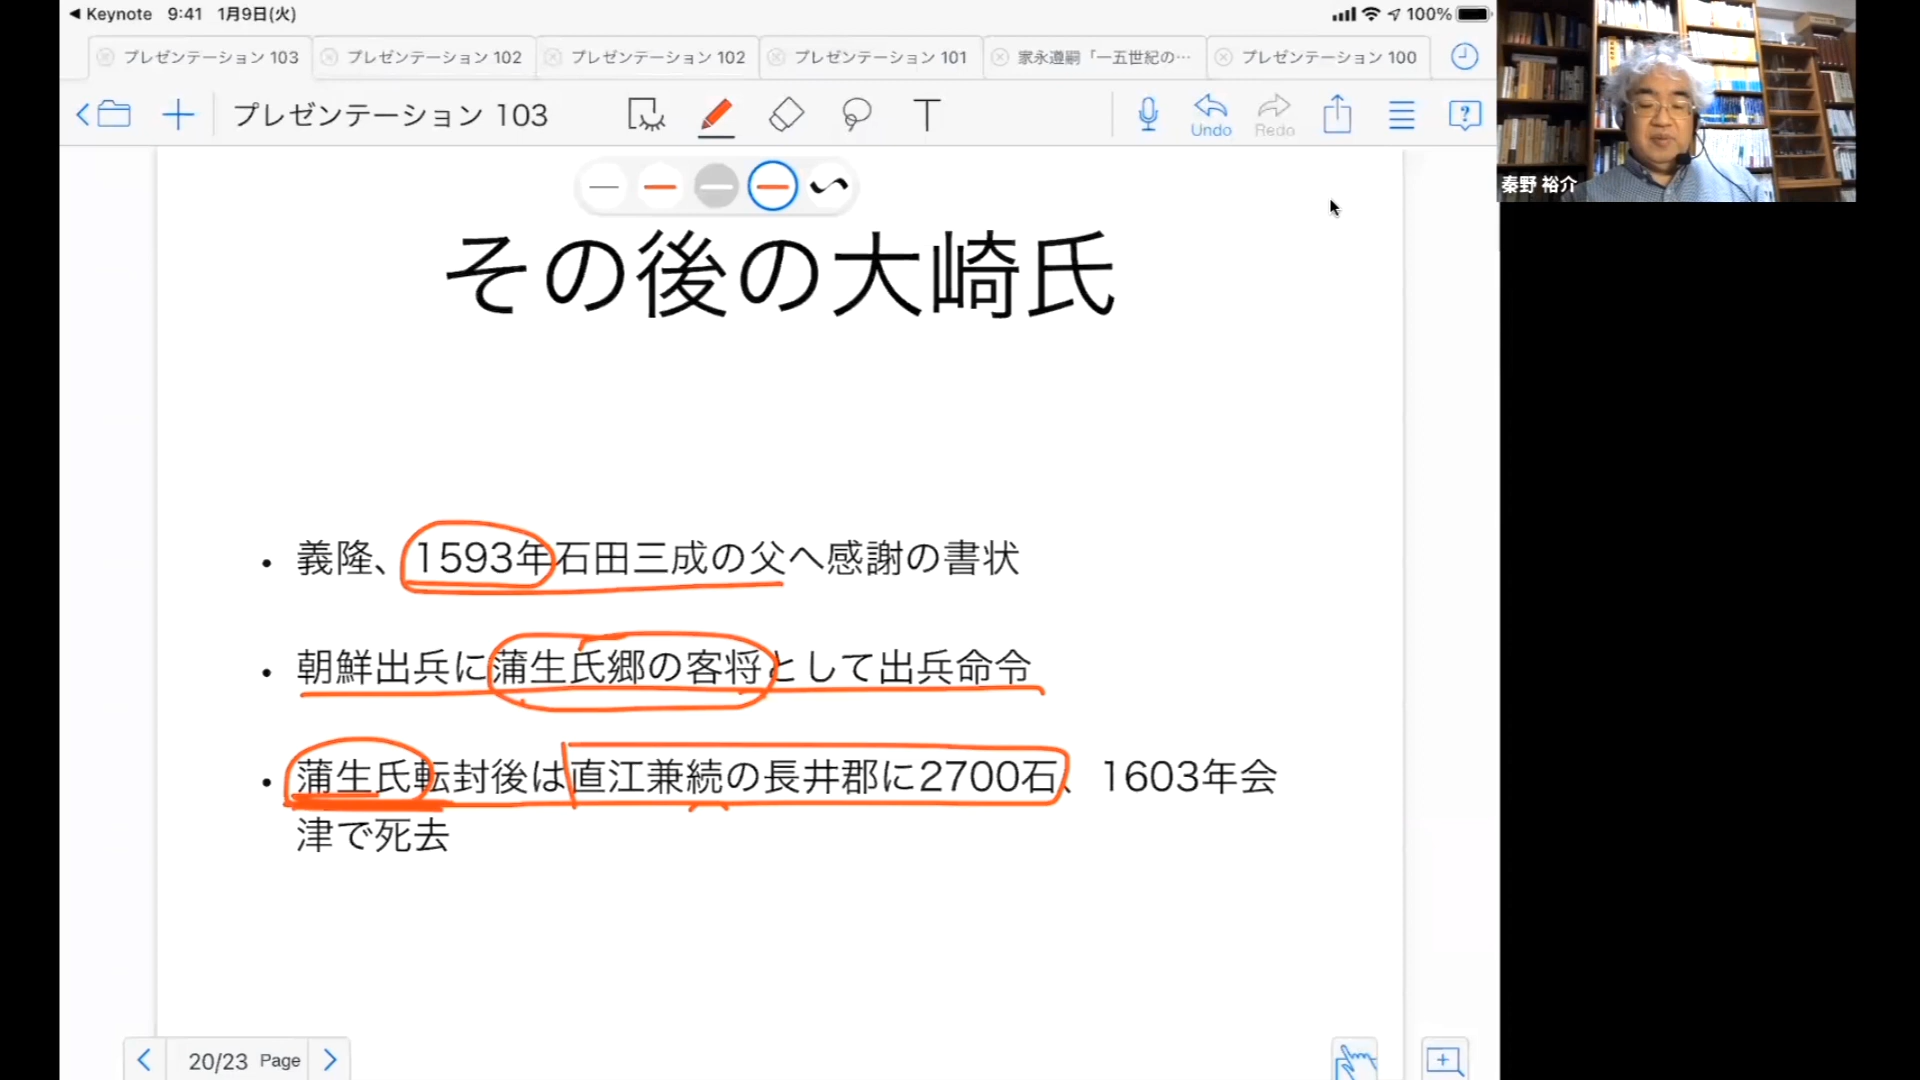 Keynote 9:41 1月9日(火)
100%
プレゼンテーション 103
プレゼンテーション 102
プレゼンテーション 102
プレゼンテーション 101
家永遵嗣「一五世紀の…
プレゼンテーション 100
プレゼンテーション 103
T
Undo
Redo
秦野 裕介
その後の大崎氏
• 義隆、1593年石田三成の父へ感謝の書状
• 朝鮮出兵に蒲生氏郷の客将として出兵命令
• 蒲生氏転封後は直江兼続の長井郡に2700石、1603年会
津で死去
20/23 Page